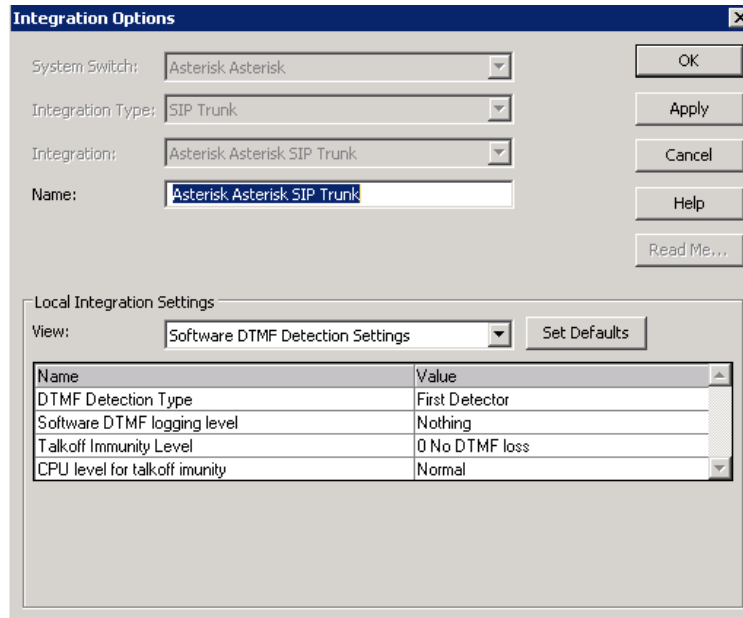 Integration Options
System Switch: Asterisk Asterisk
OK
Integration Type: SIP Trunk
Apply
Integration: Asterisk Asterisk SIP Trunk
Cancel
Name: Asterisk Asterisk SIP Trunk
Help
Read Me...
Local Integration Settings
View: Software DTMF Detection Settings Set Defaults
Name Value
DTMF Detection Type First Detector
Software DTMF logging level Nothing
Talkoff Immunity Level 0 No DTMF loss
CPU level for talkoff imunity Normal